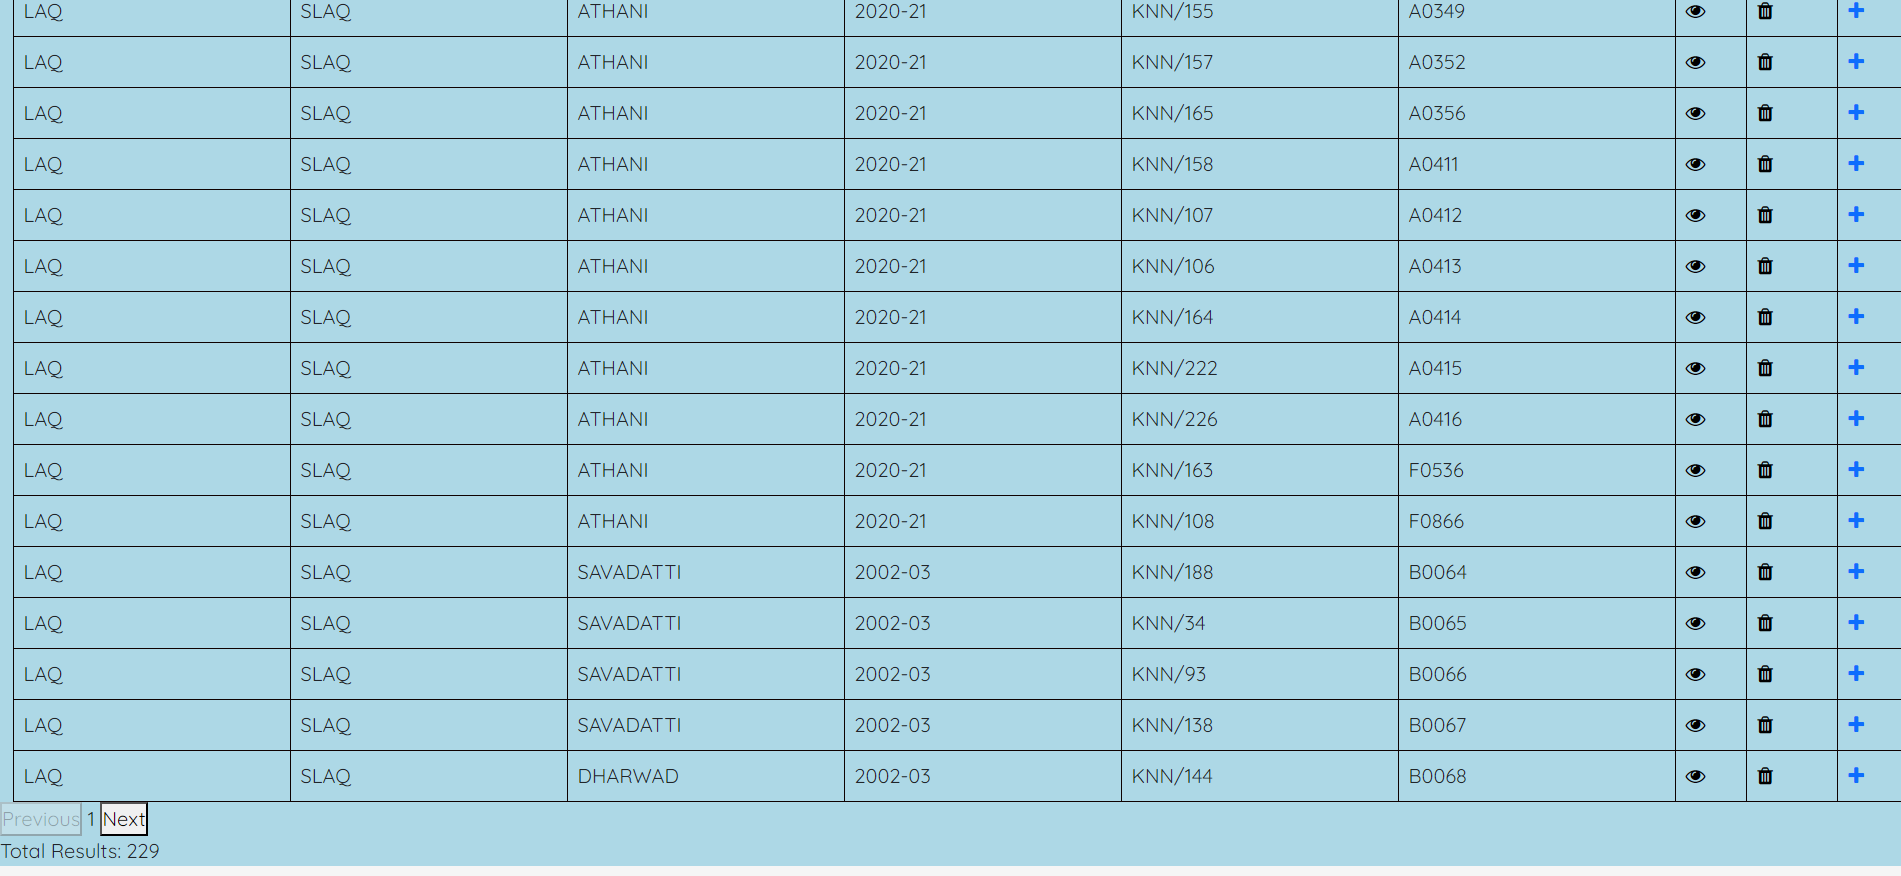 LAQ SLAQ ATHANI 2020-21 KNN/155 A0349
LAQ SLAQ ATHANI 2020-21 KNN/157 A0352
LAQ SLAQ ATHANI 2020-21 KNN/165 A0356
LAQ SLAQ ATHANI 2020-21 KNN/158 A0411
LAQ SLAQ ATHANI 2020-21 KNN/107 A0412
LAQ SLAQ ATHANI 2020-21 KNN/106 A0413
LAQ SLAQ ATHANI 2020-21 KNN/164 A0414
LAQ SLAQ ATHANI 2020-21 KNN/222 A0415
LAQ SLAQ ATHANI 2020-21 KNN/226 A0416
LAQ SLAQ ATHANI 2020-21 KNN/163 F0536
LAQ SLAQ ATHANI 2020-21 KNN/108 F0866
LAQ SLAQ SAVADATTI 2002-03 KNN/188 B0064
LAQ SLAQ SAVADATTI 2002-03 KNN/34 B0065
LAQ SLAQ SAVADATTI 2002-03 KNN/93 B0066
LAQ SLAQ SAVADATTI 2002-03 KNN/138 B0067
LAQ SLAQ DHARWAD 2002-03 KNN/144 B0068
Previous 1 Next
Total Results: 229